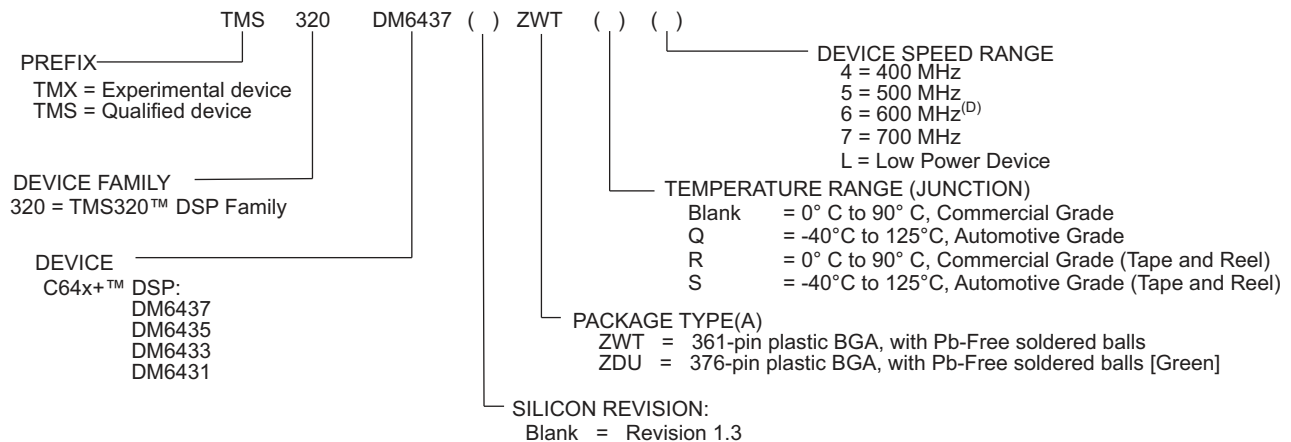 TMS 320 DM6437 ( ) ZWT ( ) ( )
PREFIX
TMX = Experimental device
TMS = Qualified device
DEVICE SPEED RANGE
4 = 400 MHz
5 = 500 MHz
6 = 600 MHz(D)
7 = 700 MHz
L = Low Power Device
DEVICE FAMILY
320 = TMS320™ DSP Family
TEMPERATURE RANGE (JUNCTION)
Blank = 0° C to 90° C, Commercial Grade
Q = -40°C to 125°C, Automotive Grade
R = 0° C to 90° C, Commercial Grade (Tape and Reel)
S = -40°C to 125°C, Automotive Grade (Tape and Reel)
DEVICE
C64x+™ DSP:
DM6437
DM6435
DM6433
DM6431
PACKAGE TYPE(A)
ZWT = 361-pin plastic BGA, with Pb-Free soldered balls
ZDU = 376-pin plastic BGA, with Pb-Free soldered balls [Green]
SILICON REVISION:
Blank = Revision 1.3